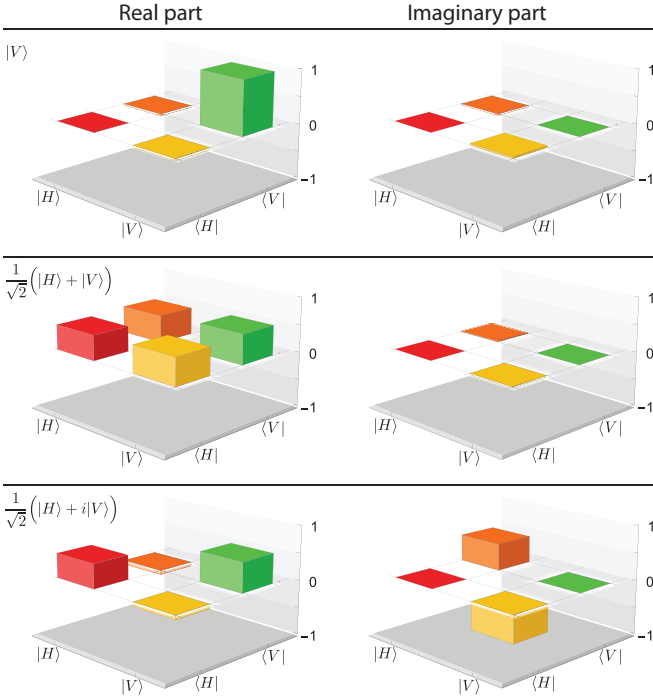 Real part Imaginary part
|V⟩
1 1
0 0
−1 −1
|H⟩ |V⟩ ⟨H| ⟨V| |H⟩ |V⟩ ⟨H| ⟨V|
1/√2 (|H⟩ + |V⟩)
1 1
0 0
−1 −1
|H⟩ |V⟩ ⟨H| ⟨V| |H⟩ |V⟩ ⟨H| ⟨V|
1/√2 (|H⟩ + i|V⟩)
1 1
0 0
−1 −1
|H⟩ |V⟩ ⟨H| ⟨V| |H⟩ |V⟩ ⟨H| ⟨V|